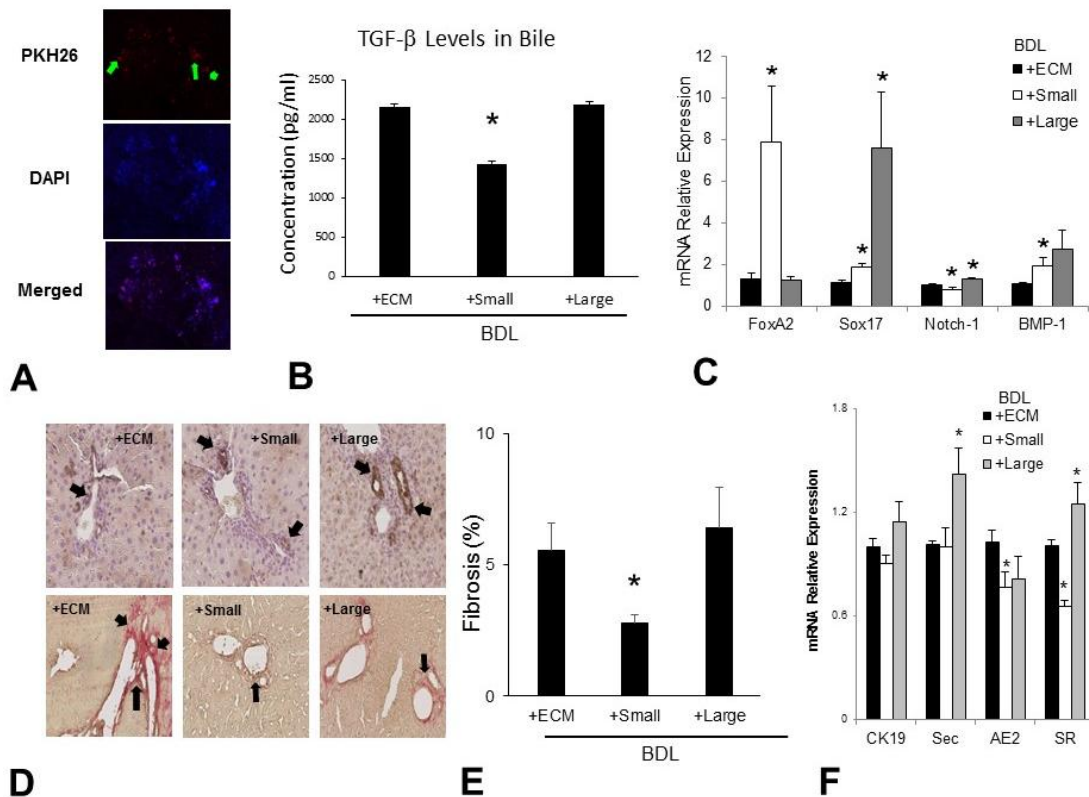 PKH26
DAPI
Merged
A
TGF-β Levels in Bile
Concentration (pg/ml)
2500
2000
1500
1000
500
0
*
+ECM +Small +Large
BDL
B
mRNA Relative Expression
12
10
8
6
4
2
0
BDL
+ECM
+Small
+Large
* * * * * *
FoxA2 Sox17 Notch-1 BMP-1
C
+ECM +Small +Large
+ECM +Small +Large
D
Fibrosis (%)
10
5
0
*
+ECM +Small +Large
BDL
E
mRNA Relative Expression
1.8
1.2
0.6
0
BDL
+ECM
+Small
+Large
* * * *
CK19 Sec AE2 SR
F